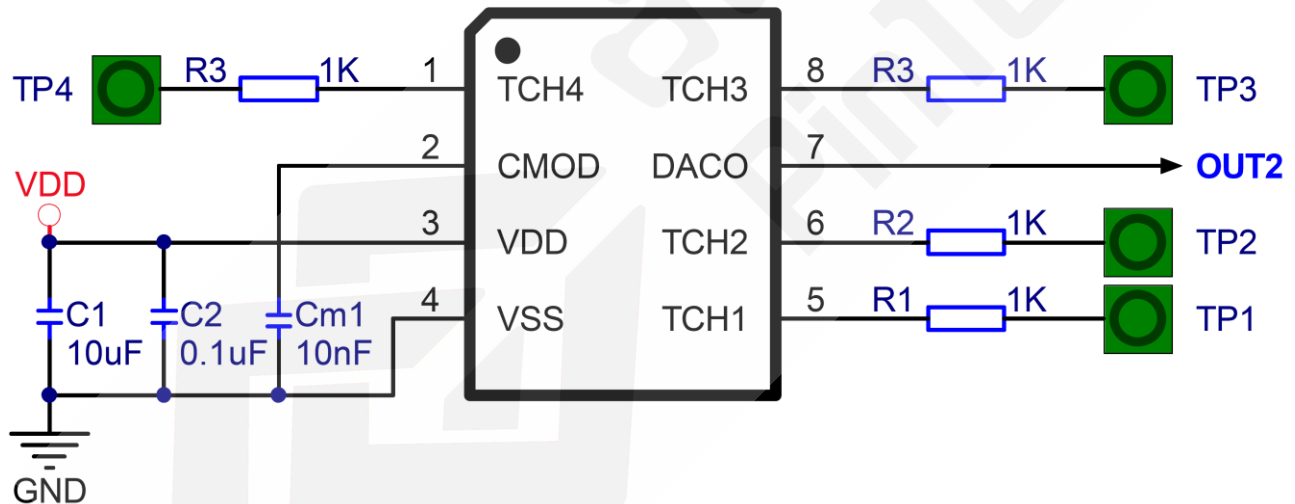 TP4 R3 1K 1 TCH4 TCH3 8 R3 1K TP3
2 CMOD DACO 7 OUT2
VDD
3 VDD TCH2 6 R2 1K TP2
C1 C2 Cm1 4 VSS TCH1 5 R1 1K TP1
10uF 0.1uF 10nF
GND